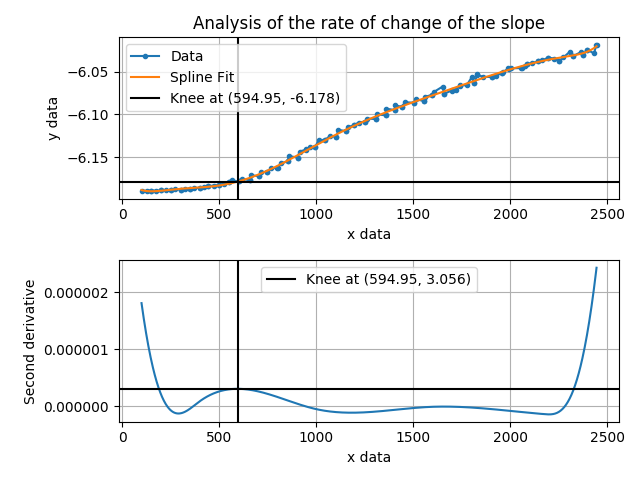 Analysis of the rate of change of the slope
Data
Spline Fit
Knee at (594.95, -6.178)
y data
−6.05
−6.10
−6.15
0 500 1000 1500 2000 2500
x data
Knee at (594.95, 3.056)
Second derivative
0.000002
0.000001
0.000000
0 500 1000 1500 2000 2500
x data